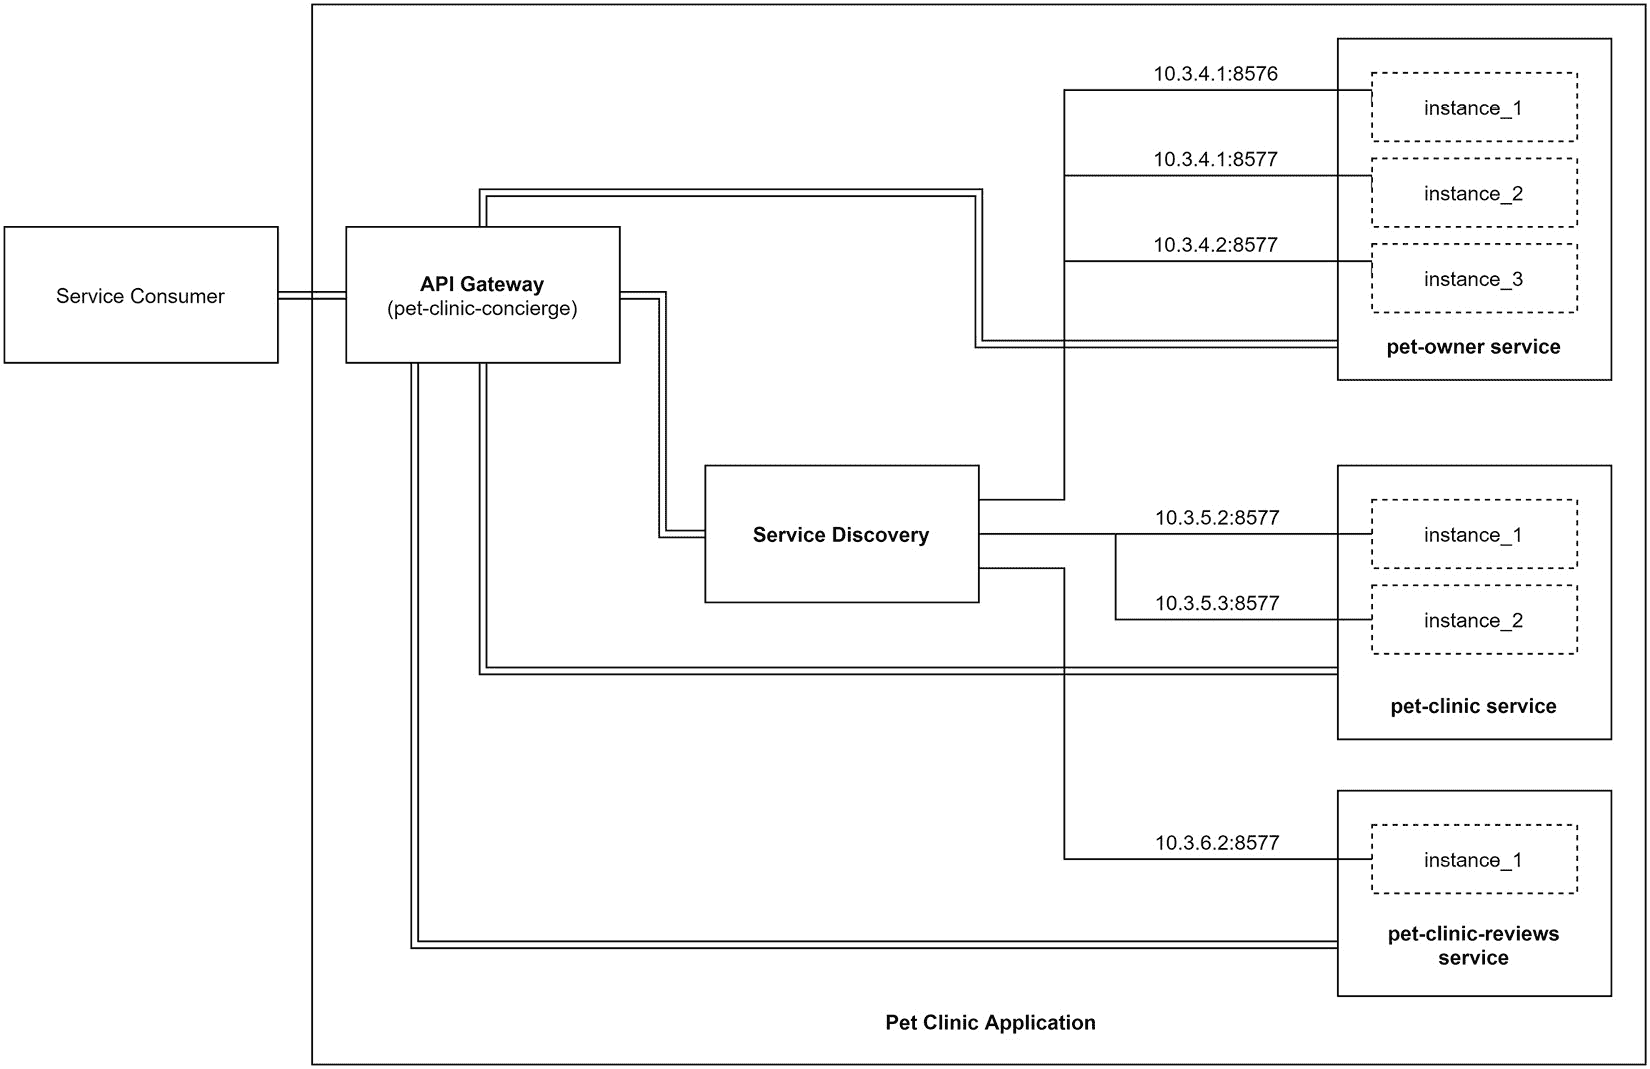 10.3.4.1:8576
instance_1
10.3.4.1:8577
instance_2
10.3.4.2:8577
instance_3
pet-owner service
Service Consumer
API Gateway
(pet-clinic-concierge)
Service Discovery
10.3.5.2:8577
instance_1
10.3.5.3:8577
instance_2
pet-clinic service
10.3.6.2:8577
instance_1
pet-clinic-reviews
service
Pet Clinic Application